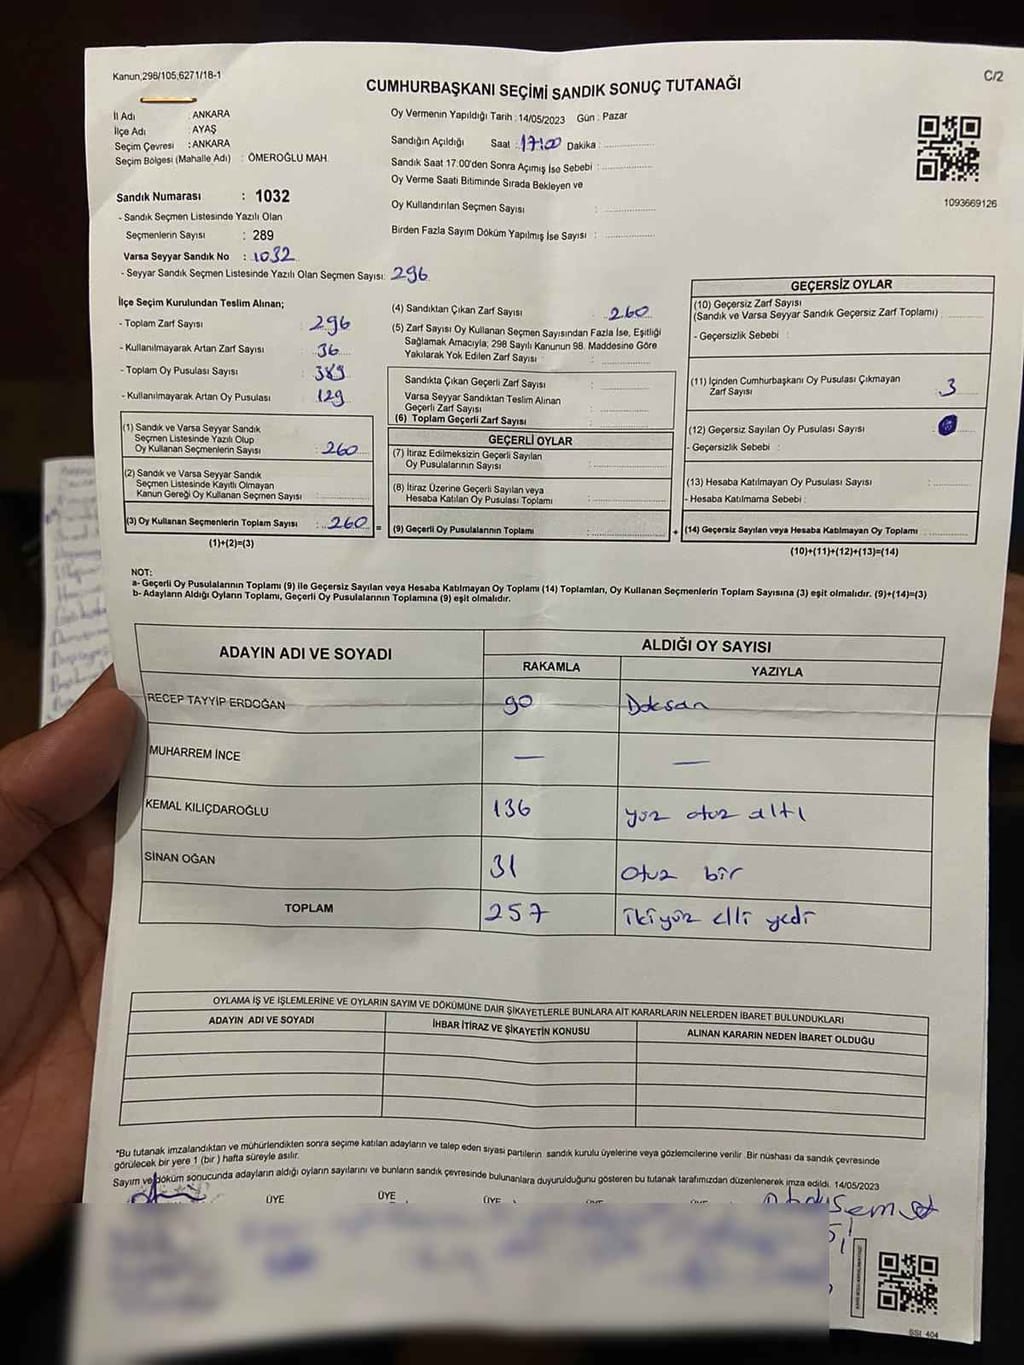 Kanun,298/105,6271/18-1
C/2
CUMHURBAŞKANI SEÇİMİ SANDIK SONUÇ TUTANAĞI
İl Adı : ANKARA
İlçe Adı : AYAŞ
Seçim Çevresi : ANKARA
Seçim Bölgesi (Mahalle Adı) : ÖMEROĞLU MAH.
Sandık Numarası : 1032
- Sandık Seçmen Listesinde Yazılı Olan
Seçmenlerin Sayısı : 289
Varsa Seyyar Sandık No : 1032
- Seyyar Sandık Seçmen Listesinde Yazılı Olan Seçmen Sayısı: 296
Oy Vermenin Yapıldığı Tarih : 14/05/2023 Gün : Pazar
Sandığın Açıldığı Saat : 17:00 Dakika :
Sandık Saat 17:00'den Sonra Açımış İse Sebebi :
Oy Verme Saati Bitiminde Sırada Bekleyen ve
Oy Kullandırılan Seçmen Sayısı :
Birden Fazla Sayım Döküm Yapılmış İse Sayısı :
1093669126
İlçe Seçim Kurulundan Teslim Alınan;
- Toplam Zarf Sayısı : 296
- Kullanılmayarak Artan Zarf Sayısı : 36
- Toplam Oy Pusulası Sayısı : 389
- Kullanılmayarak Artan Oy Pusulası : 129
(1) Sandık ve Varsa Seyyar Sandık
Seçmen Listesinde Yazılı Olup
Oy Kullanan Seçmenlerin Sayısı : 260
(2) Sandık ve Varsa Seyyar Sandık
Seçmen Listesinde Kayıtlı Olmayan
Kanun Gereği Oy Kullanan Seçmen Sayısı :
(3) Oy Kullanan Seçmenlerin Toplam Sayısı : 260 =
(1)+(2)=(3)
(4) Sandıktan Çıkan Zarf Sayısı : 260
(5) Zarf Sayısı Oy Kullanan Seçmen Sayısından Fazla İse, Eşitliği
Sağlamak Amacıyla; 298 Sayılı Kanunun 98. Maddesine Göre
Yakılarak Yok Edilen Zarf Sayısı :
Sandıkta Çıkan Geçerli Zarf Sayısı :
Varsa Seyyar Sandıktan Teslim Alınan
Geçerli Zarf Sayısı :
(6) Toplam Geçerli Zarf Sayısı :
GEÇERLİ OYLAR
(7) İtiraz Edilmeksizin Geçerli Sayılan
Oy Pusulalarının Sayısı :
(8) İtiraz Üzerine Geçerli Sayılan veya
Hesaba Katılan Oy Pusulası Toplamı :
(9) Geçerli Oy Pusulalarının Toplamı : +
GEÇERSİZ OYLAR
(10) Geçersiz Zarf Sayısı
(Sandık ve Varsa Seyyar Sandık Geçersiz Zarf Toplamı) :
- Geçersizlik Sebebi :
(11) İçinden Cumhurbaşkanı Oy Pusulası Çıkmayan
Zarf Sayısı : 3
(12) Geçersiz Sayılan Oy Pusulası Sayısı :
- Geçersizlik Sebebi :
(13) Hesaba Katılmayan Oy Pusulası Sayısı :
- Hesaba Katılmama Sebebi :
(14) Geçersiz Sayılan veya Hesaba Katılmayan Oy Toplamı :
(10)+(11)+(12)+(13)=(14)
NOT:
a- Geçerli Oy Pusulalarının Toplamı (9) ile Geçersiz Sayılan veya Hesaba Katılmayan Oy Toplamı (14) Toplamları, Oy Kullanan Seçmenlerin Toplam Sayısına (3) eşit olmalıdır. (9)+(14)=(3)
b- Adayların Aldığı Oyların Toplamı, Geçerli Oy Pusulalarının Toplamına (9) eşit olmalıdır.
ADAYIN ADI VE SOYADI
ALDIĞI OY SAYISI
RAKAMLA YAZIYLA
RECEP TAYYİP ERDOĞAN 90 Doksan
MUHARREM İNCE — —
KEMAL KILIÇDAROĞLU 136 yüz otuz altı
SİNAN OĞAN 31 Otuz bir
TOPLAM 257 ikiyüz elli yedi
OYLAMA İŞ VE İŞLEMLERİNE VE OYLARIN SAYIM VE DÖKÜMÜNE DAİR ŞİKAYETLERLE BUNLARA AİT KARARLARIN NELERDEN İBARET BULUNDUKLARI
ADAYIN ADI VE SOYADI İHBAR İTİRAZ VE ŞİKAYETİN KONUSU ALINAN KARARIN NEDEN İBARET OLDUĞU
*Bu tutanak imzalandıktan ve mühürlendikten sonra seçime katılan adayların ve talep eden siyasi partilerin sandık kurulu üyelerine veya gözlemcilerine verilir. Bir nüshası da sandık çevresinde
görülecek bir yere 1 (bir) hafta süreyle asılır.
Sayım ve döküm sonucunda adayların aldığı oyların sayılarını ve bunların sandık çevresinde bulunanlara duyurulduğunu gösteren bu tutanak tarafımızdan düzenlenerek imza edildi. 14/05/2023
ÜYE ÜYE ÜYE
SSI 404